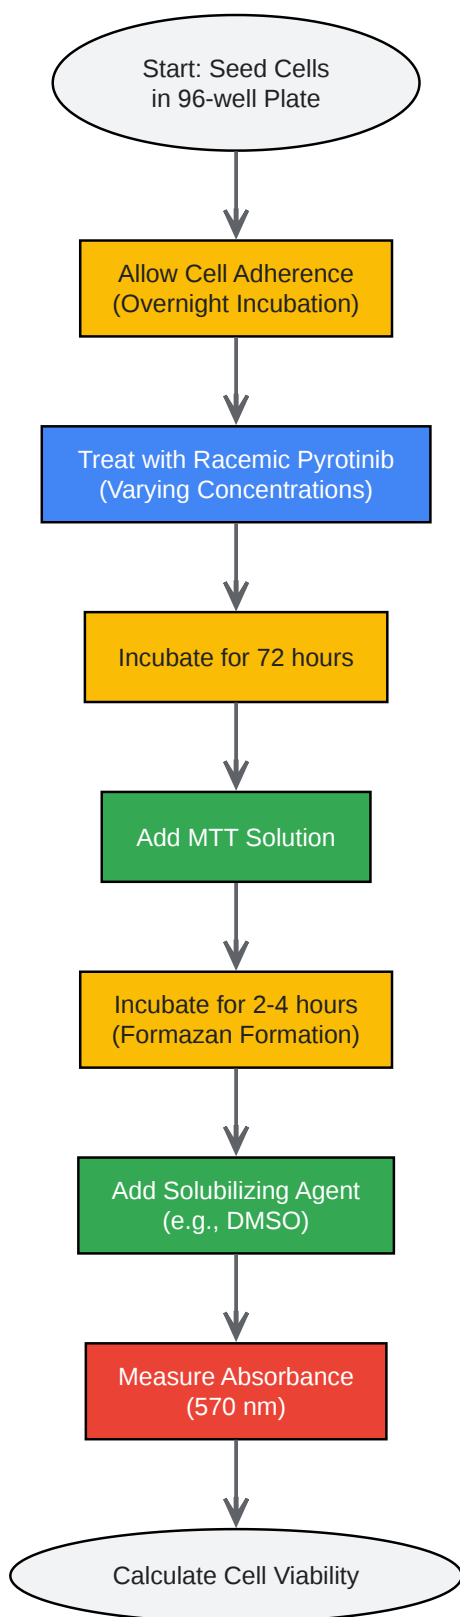 Start: Seed Cells
in 96-well Plate
Allow Cell Adherence
(Overnight Incubation)
Treat with Racemic Pyrotinib
(Varying Concentrations)
Incubate for 72 hours
Add MTT Solution
Incubate for 2-4 hours
(Formazan Formation)
Add Solubilizing Agent
(e.g., DMSO)
Measure Absorbance
(570 nm)
Calculate Cell Viability